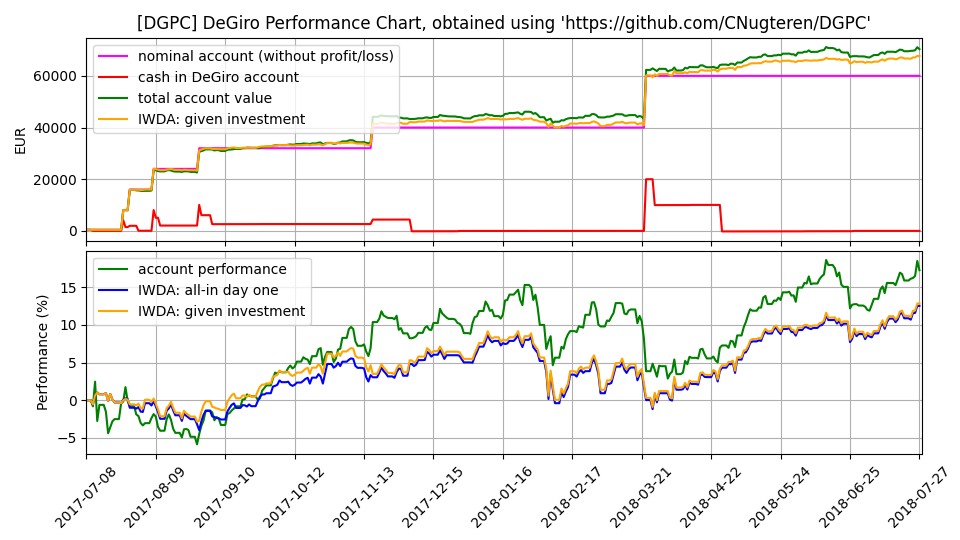 [DGPC] DeGiro Performance Chart, obtained using 'https://github.com/CNugteren/DGPC'
nominal account (without profit/loss)
cash in DeGiro account
total account value
IWDA: given investment
EUR
60000
40000
20000
0
account performance
IWDA: all-in day one
IWDA: given investment
Performance (%)
15
10
5
0
−5
2017-07-08
2017-08-09
2017-09-10
2017-10-12
2017-11-13
2017-12-15
2018-01-16
2018-02-17
2018-03-21
2018-04-22
2018-05-24
2018-06-25
2018-07-27